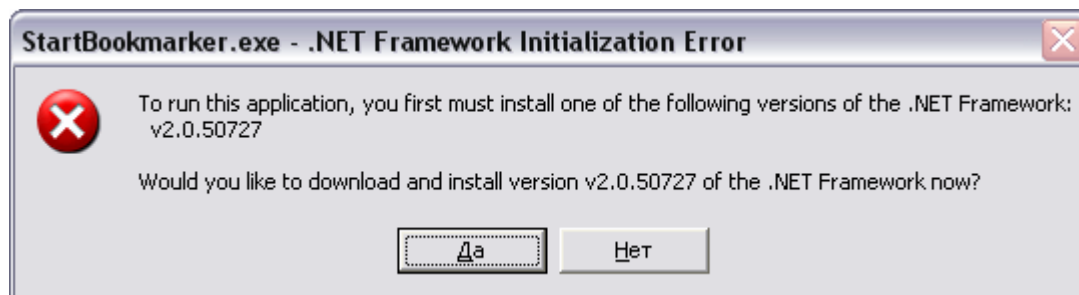 StartBookmarker.exe - .NET Framework Initialization Error
To run this application, you first must install one of the following versions of the .NET Framework:
v2.0.50727
Would you like to download and install version v2.0.50727 of the .NET Framework now?
Да
Нет